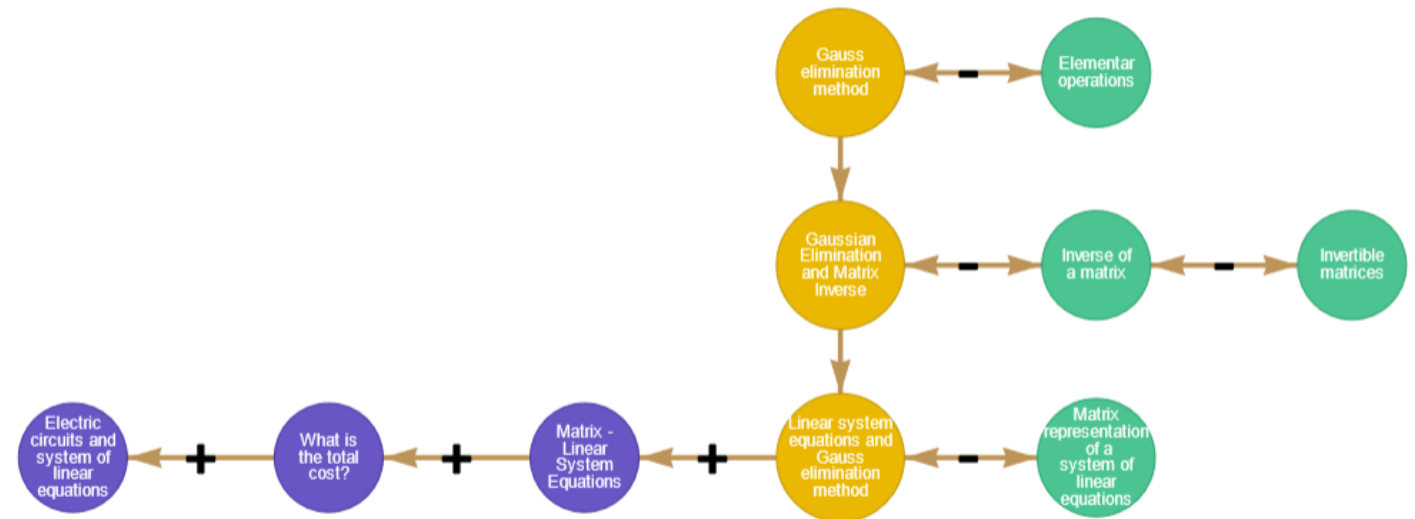 Gauss
elimination
method
Elementar
operations
Gaussian
Elimination
and Matrix
Inverse
Inverse of
a matrix
Invertible
matrices
Electric
circuits and
system of
linear
equations
What is
the total
cost?
Matrix -
Linear
System
Equations
Linear system
equations and
Gauss
elimination
method
Matrix
representation
of a
system of
linear
equations